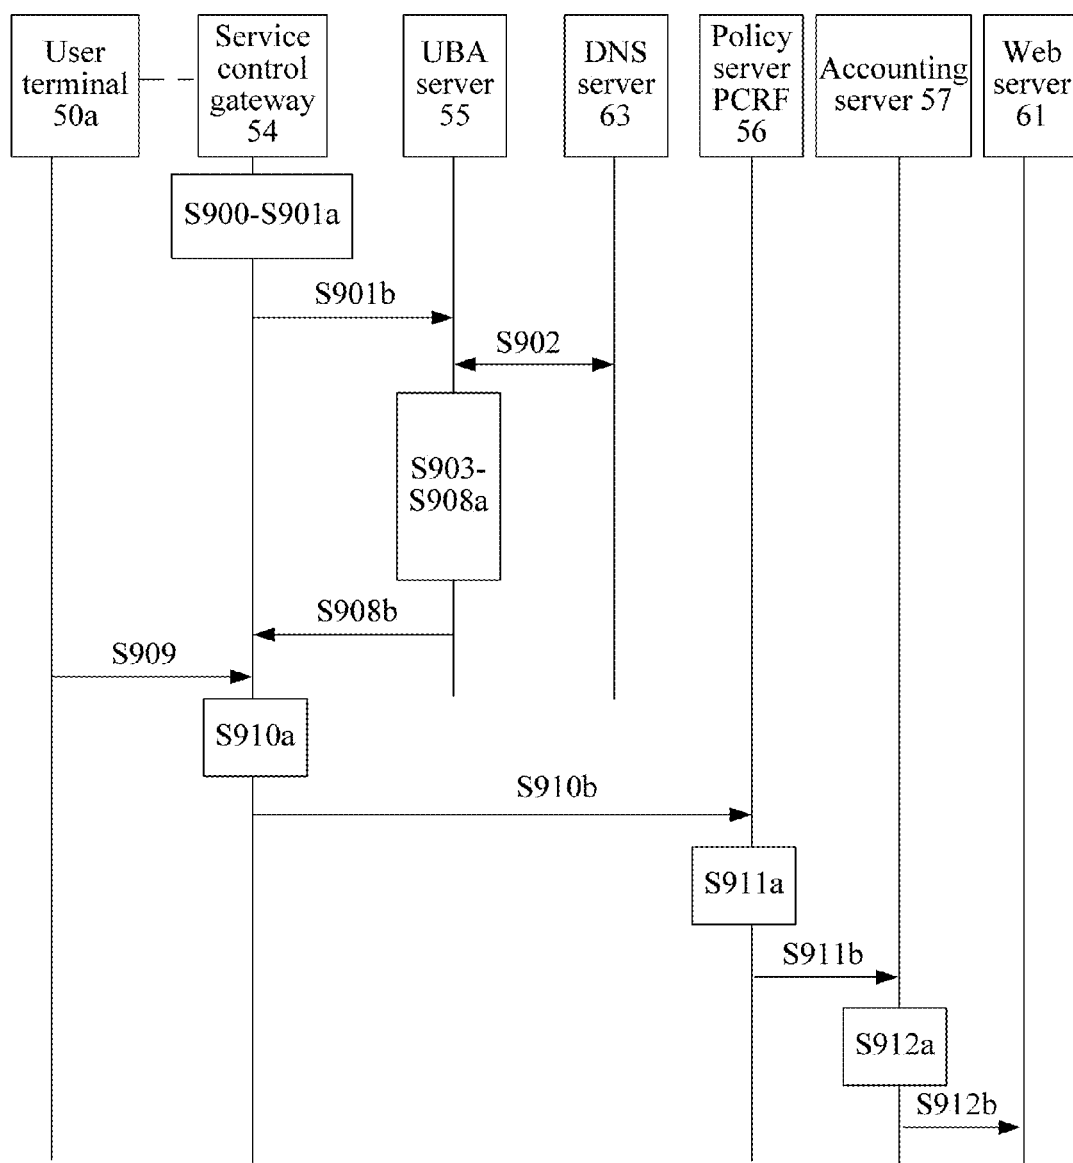 User
terminal
50a
Service
control
gateway
54
UBA
server
55
DNS
server
63
Policy
server
PCRF
56
Accounting
server 57
Web
server
61
S900-S901a
S901b
S902
S903-
S908a
S908b
S909
S910a
S910b
S911a
S911b
S912a
S912b